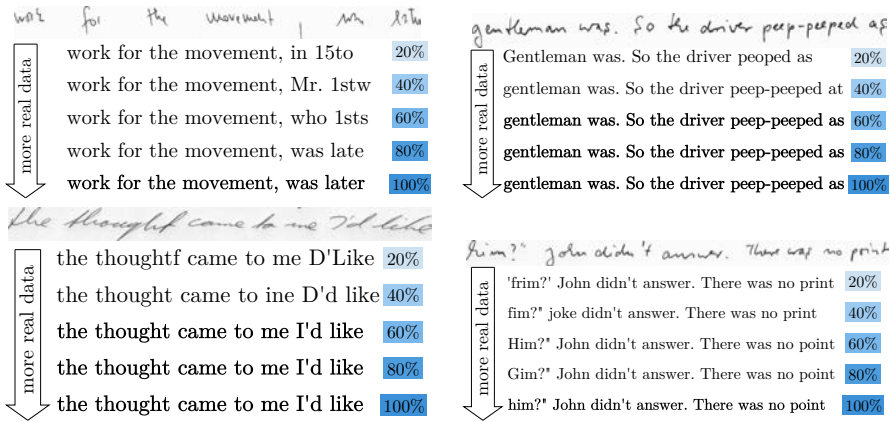 work for the movement, was later
more real data
work for the movement, in 15to 20%
work for the movement, Mr. 1stw 40%
work for the movement, who 1sts 60%
work for the movement, was late 80%
work for the movement, was later 100%
gentleman was. So the driver peep-peeped as
more real data
Gentleman was. So the driver peoped as 20%
gentleman was. So the driver peep-peeped at 40%
gentleman was. So the driver peep-peeped as 60%
gentleman was. So the driver peep-peeped as 80%
gentleman was. So the driver peep-peeped as 100%
the thought came to me I'd like
more real data
the thoughtf came to me D'Like 20%
the thought came to ine D'd like 40%
the thought came to me I'd like 60%
the thought came to me I'd like 80%
the thought came to me I'd like 100%
him?" John didn't answer. There was no point
more real data
'frim?' John didn't answer. There was no print 20%
fim?" joke didn't answer. There was no print 40%
Him?" John didn't answer. There was no point 60%
Gim?" John didn't answer. There was no point 80%
him?" John didn't answer. There was no point 100%